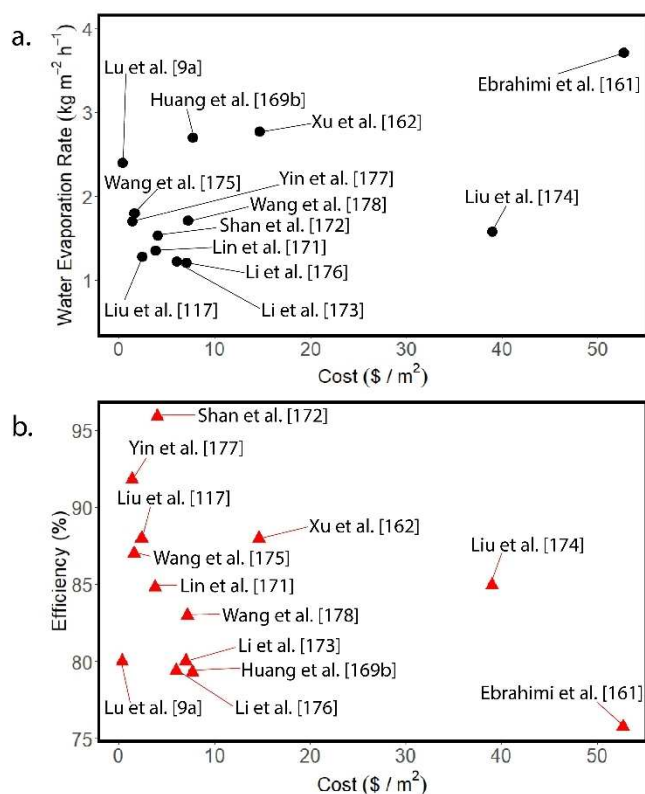 a.
Water Evaporation Rate (kg m⁻² h⁻¹)
4
3
2
1
Lu et al. [9a]
Ebrahimi et al. [161]
Huang et al. [169b]
Xu et al. [162]
Wang et al. [175]
Yin et al. [177]
Liu et al. [174]
Wang et al. [178]
Shan et al. [172]
Lin et al. [171]
Li et al. [176]
Liu et al. [117]
Li et al. [173]
0 10 20 30 40 50
Cost ($ / m²)
b.
Efficiency (%)
95
90
85
80
75
Shan et al. [172]
Yin et al. [177]
Liu et al. [117]
Xu et al. [162]
Liu et al. [174]
Wang et al. [175]
Lin et al. [171]
Wang et al. [178]
Li et al. [173]
Huang et al. [169b]
Ebrahimi et al. [161]
Lu et al. [9a]
Li et al. [176]
0 10 20 30 40 50
Cost ($ / m²)